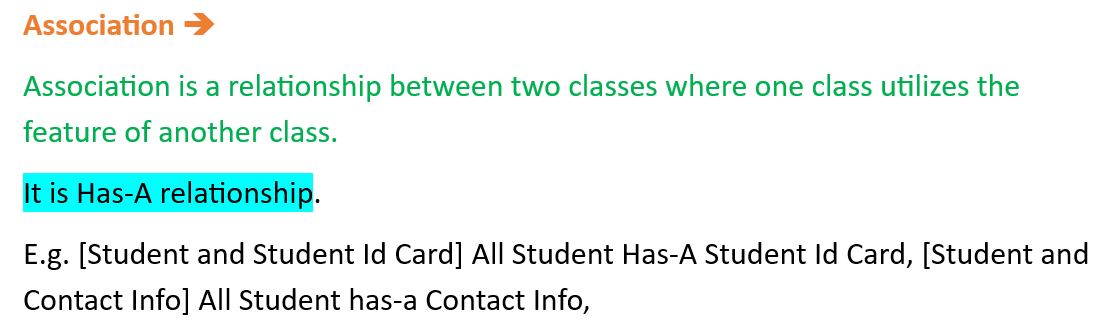 Association ➔
Association is a relationship between two classes where one class utilizes the
feature of another class.
It is Has-A relationship.
E.g. [Student and Student Id Card] All Student Has-A Student Id Card, [Student and
Contact Info] All Student has-a Contact Info,